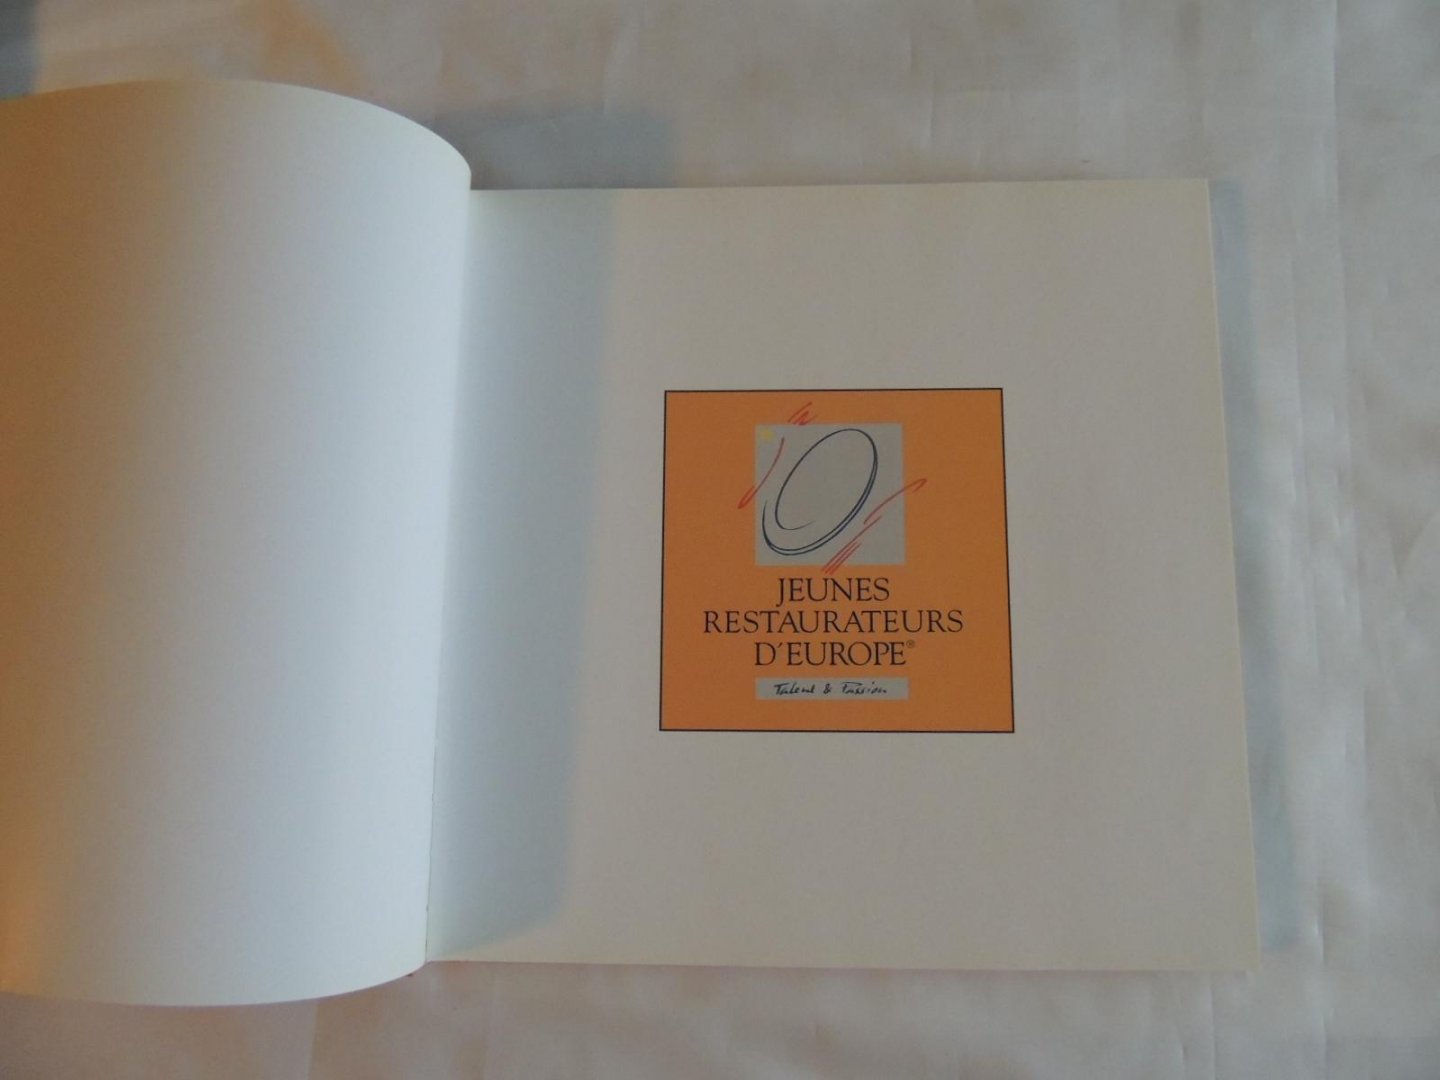 JEUNES
RESTAURATEURS
D'EUROPE®
Talent & Passion